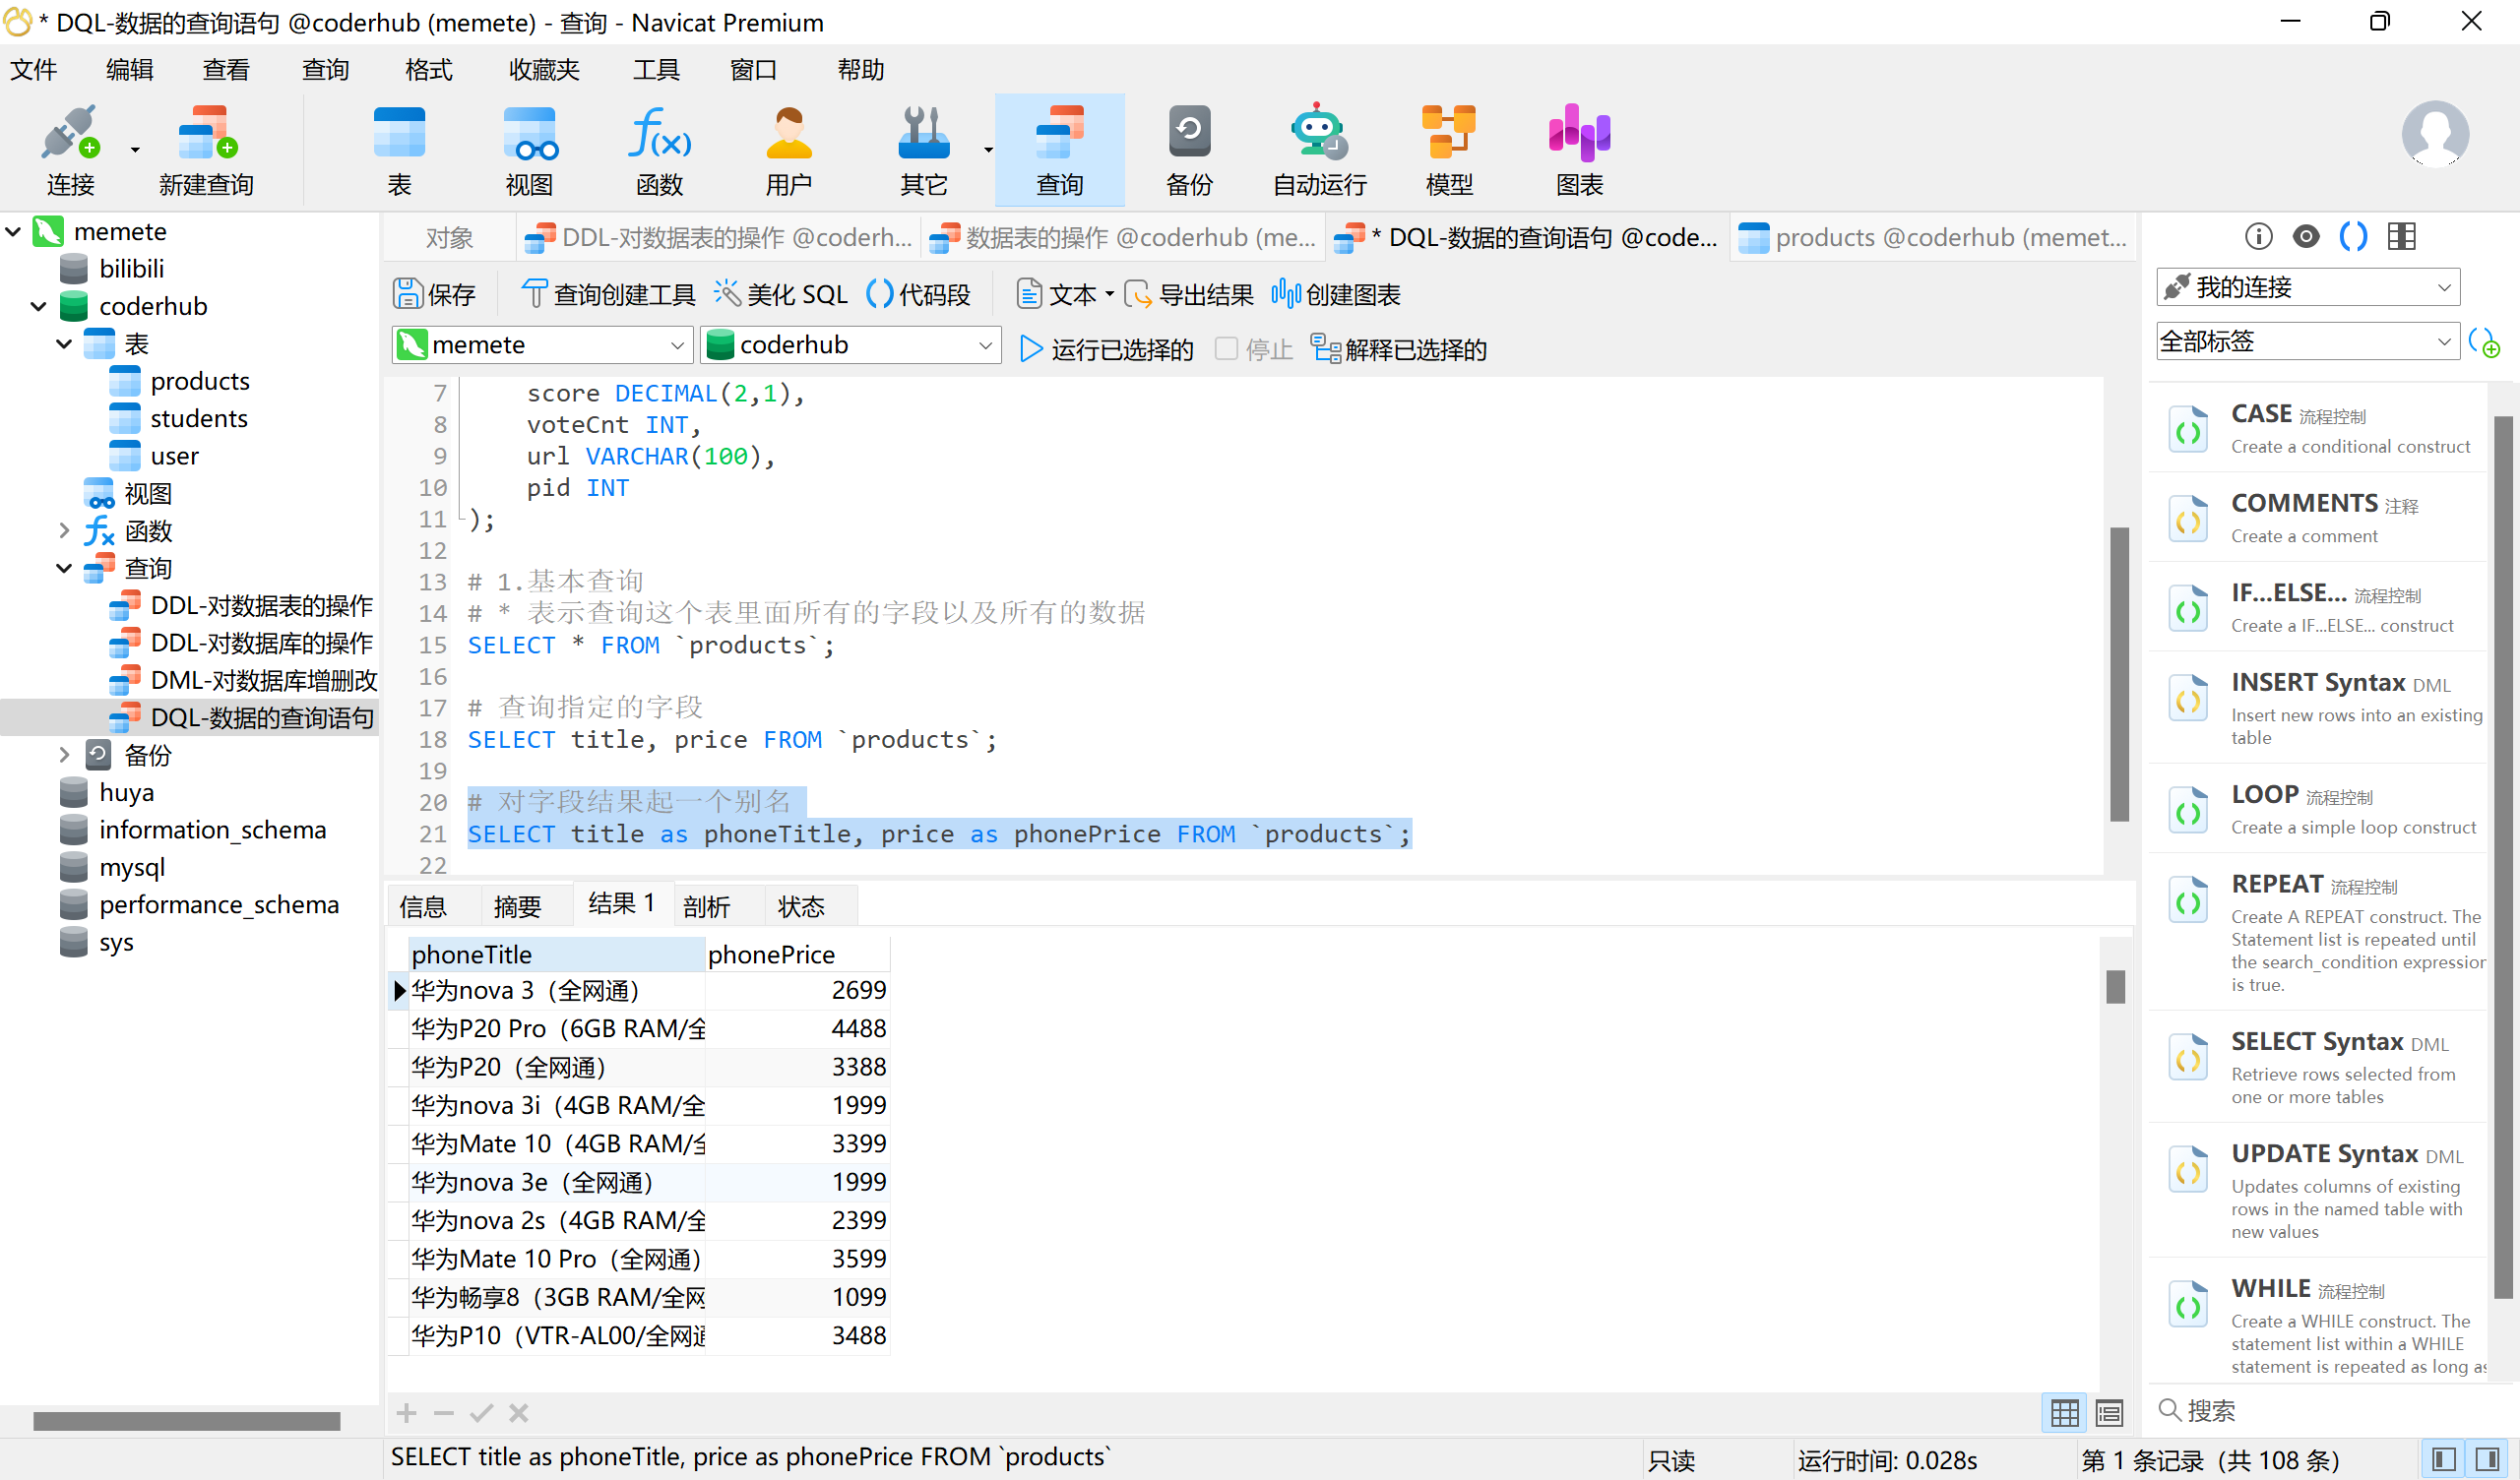 * DQL-数据的查询语句 @coderhub (memete) - 查询 - Navicat Premium
文件 编辑 查看 查询 格式 收藏夹 工具 窗口 帮助
连接 新建查询 表 视图 函数 用户 其它 查询 备份 自动运行 模型 图表
memete
bilibili
coderhub
表
products
students
user
视图
函数
查询
DDL-对数据表的操作
DDL-对数据库的操作
DML-对数据库增删改
DQL-数据的查询语句
备份
huya
information_schema
mysql
performance_schema
sys
对象 DDL-对数据表的操作 @coderh... 数据表的操作 @coderhub (me... * DQL-数据的查询语句 @code... products @coderhub (memet...
保存 查询创建工具 美化 SQL 代码段 文本 导出结果 创建图表
memete coderhub 运行已选择的 停止 解释已选择的
7 score DECIMAL(2,1),
8 voteCnt INT,
9 url VARCHAR(100),
10 pid INT
11 );
12
13 # 1.基本查询
14 # * 表示查询这个表里面所有的字段以及所有的数据
15 SELECT * FROM `products`;
16
17 # 查询指定的字段
18 SELECT title, price FROM `products`;
19
20 # 对字段结果起一个别名
21 SELECT title as phoneTitle, price as phonePrice FROM `products`;
22
信息 摘要 结果 1 剖析 状态
phoneTitle phonePrice
华为nova 3（全网通） 2699
华为P20 Pro（6GB RAM/全 4488
华为P20（全网通） 3388
华为nova 3i（4GB RAM/全 1999
华为Mate 10（4GB RAM/全 3399
华为nova 3e（全网通） 1999
华为nova 2s（4GB RAM/全 2399
华为Mate 10 Pro（全网通） 3599
华为畅享8（3GB RAM/全网 1099
华为P10（VTR-AL00/全网通 3488
我的连接
全部标签
CASE 流程控制
Create a conditional construct
COMMENTS 注释
Create a comment
IF...ELSE... 流程控制
Create a IF...ELSE... construct
INSERT Syntax DML
Insert new rows into an existing
table
LOOP 流程控制
Create a simple loop construct
REPEAT 流程控制
Create A REPEAT construct. The
Statement list is repeated until
the search_condition expression
is true.
SELECT Syntax DML
Retrieve rows selected from
one or more tables
UPDATE Syntax DML
Updates columns of existing
rows in the named table with
new values
WHILE 流程控制
Create a WHILE construct. The
statement list within a WHILE
statement is repeated as long as
搜索
SELECT title as phoneTitle, price as phonePrice FROM `products` 只读 运行时间: 0.028s 第 1 条记录（共 108 条）